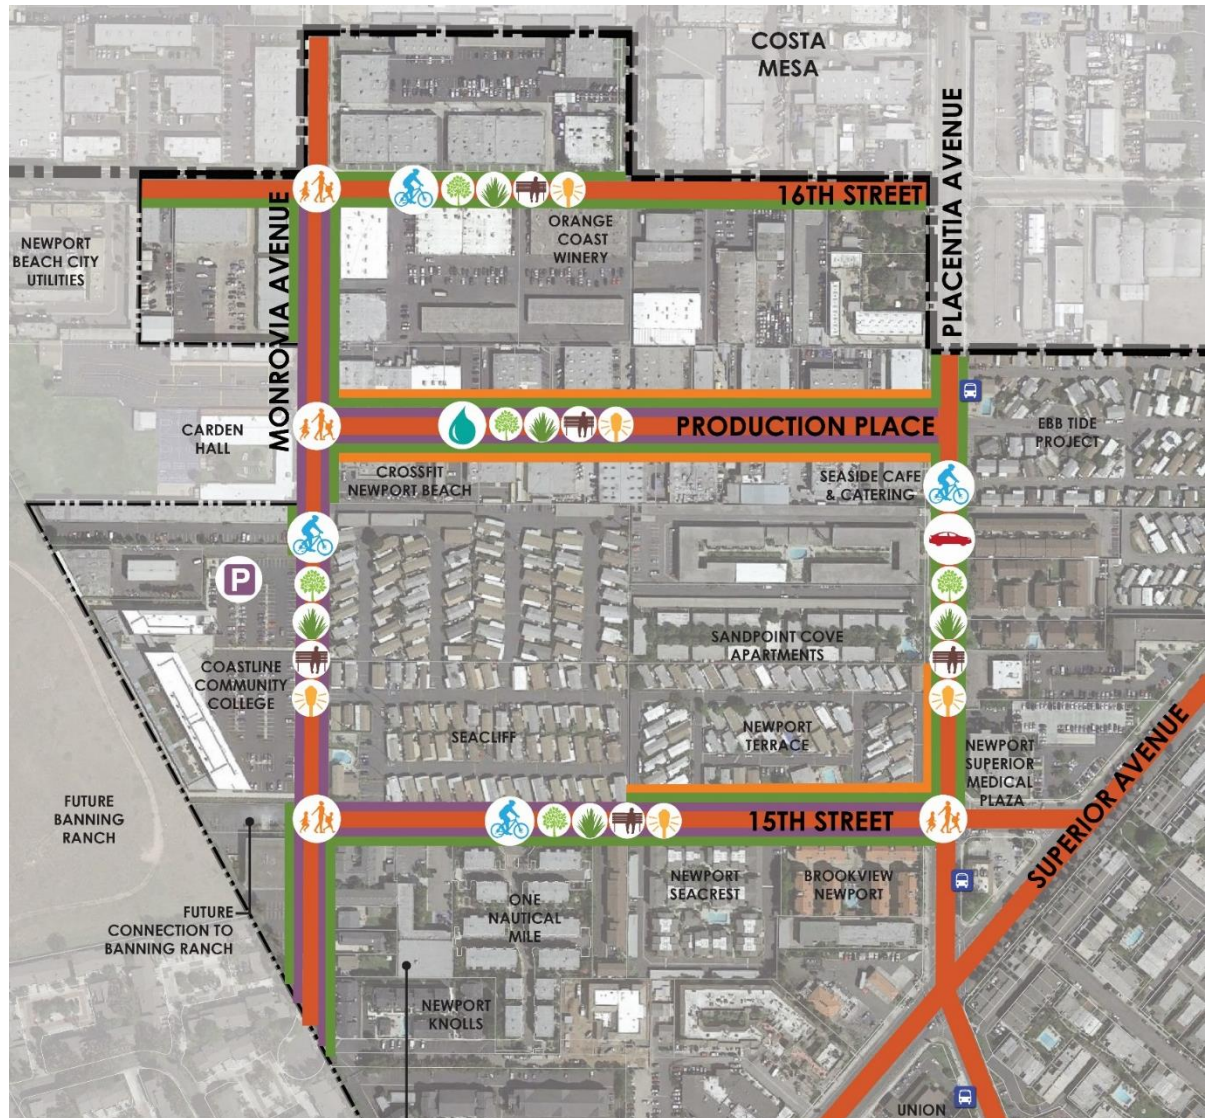 COSTA
MESA
PLACENTIA AVENUE
16TH STREET
MONROVIA AVENUE
ORANGE
COAST
WINERY
NEWPORT
BEACH CITY
UTILITIES
CARDEN
HALL
PRODUCTION PLACE
EBB TIDE
PROJECT
CROSSFIT
NEWPORT BEACH
SEASIDE CAFE
& CATERING
P
SANDPOINT COVE
APARTMENTS
COASTLINE
COMMUNITY
COLLEGE
SEACLIFF
NEWPORT
TERRACE
NEWPORT
SUPERIOR
MEDICAL
PLAZA
SUPERIOR AVENUE
FUTURE
BANNING
RANCH
15TH STREET
FUTURE
CONNECTION TO
BANNING RANCH
ONE
NAUTICAL
MILE
NEWPORT
SEACREST
BROOKVIEW
NEWPORT
NEWPORT
KNOLLS
UNION